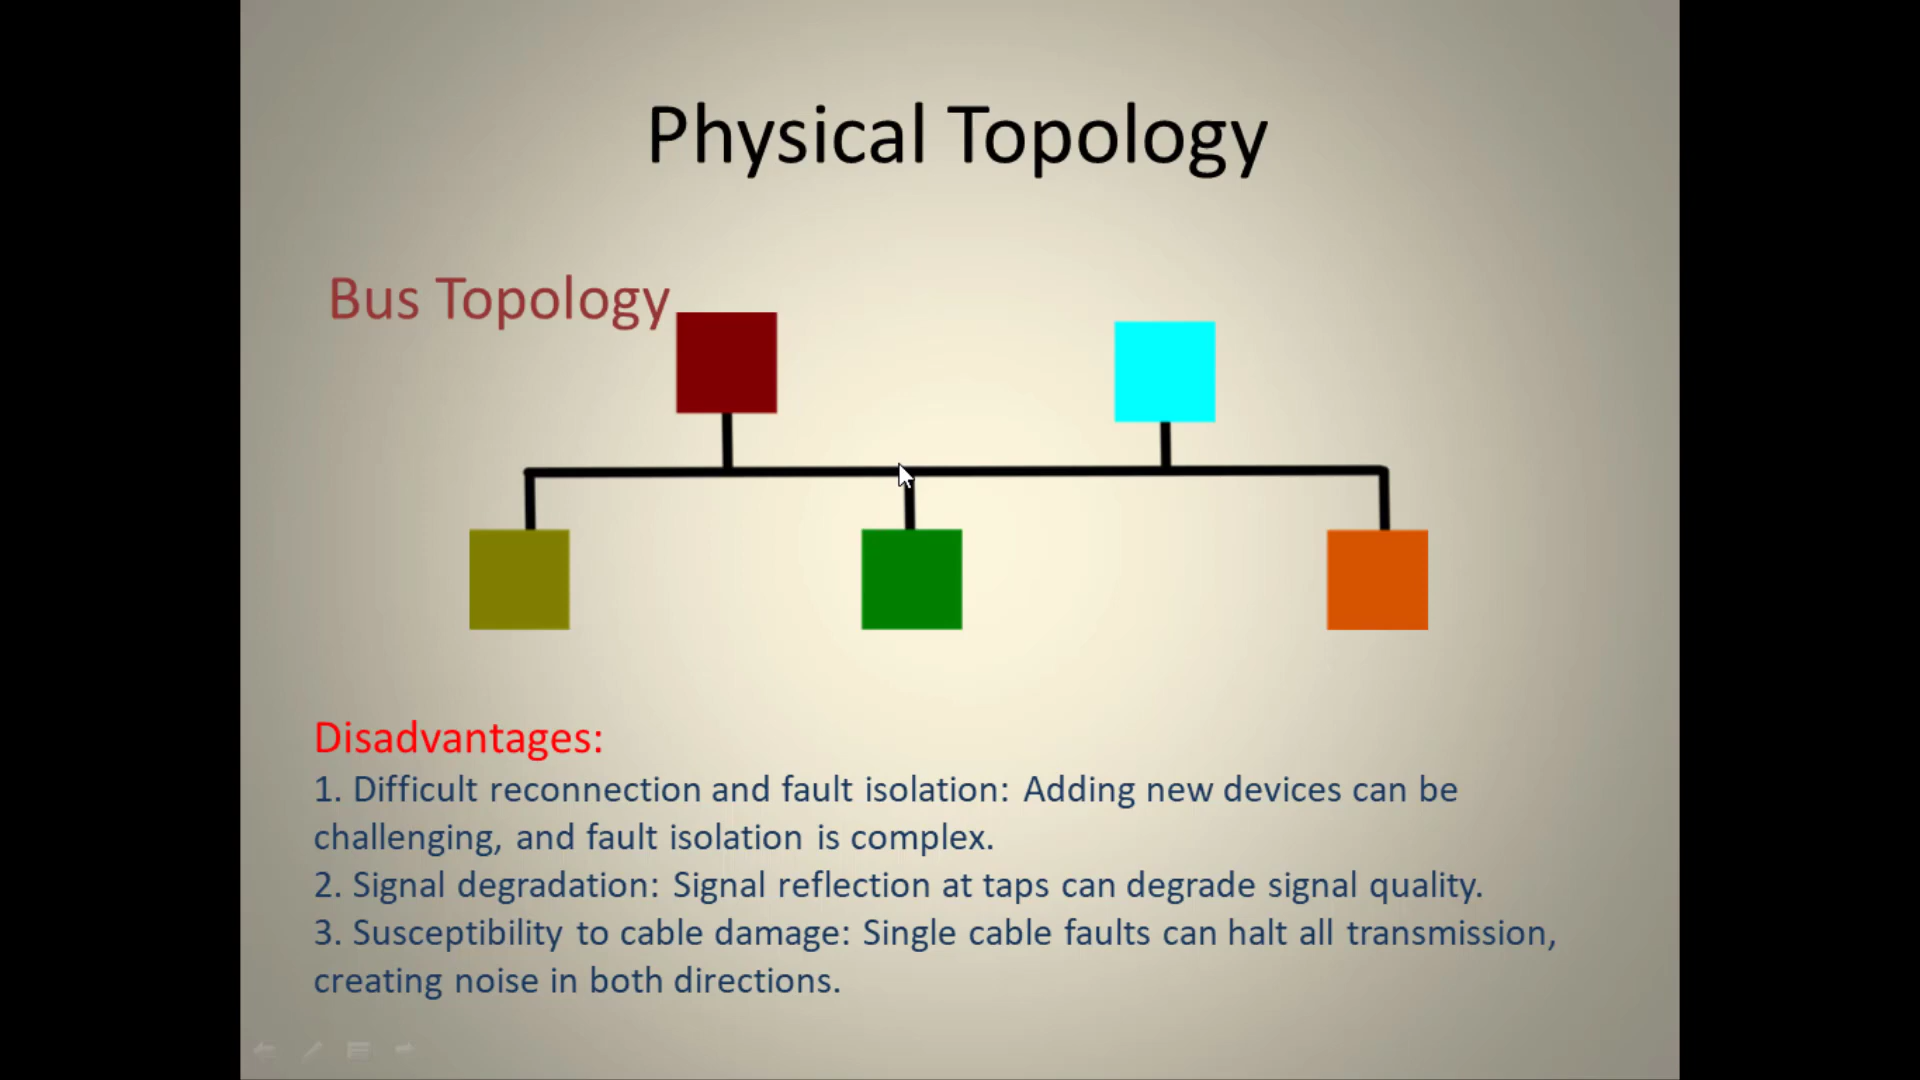 Physical Topology
Bus Topology
Disadvantages:
1. Difficult reconnection and fault isolation: Adding new devices can be
challenging, and fault isolation is complex.
2. Signal degradation: Signal reflection at taps can degrade signal quality.
3. Susceptibility to cable damage: Single cable faults can halt all transmission,
creating noise in both directions.